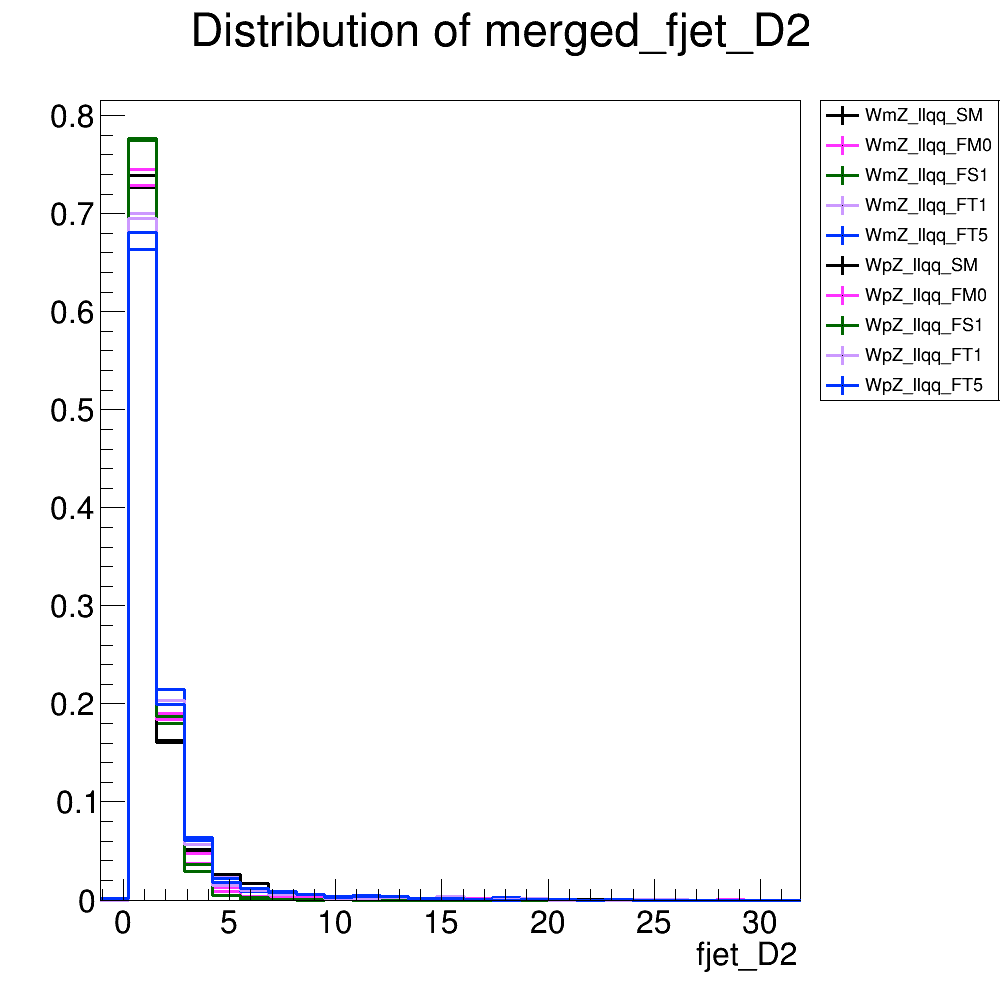 Distribution of merged_fjet_D2
0.8
0.7
0.6
0.5
0.4
0.3
0.2
0.1
0
0 5 10 15 20 25 30
fjet_D2
WmZ_llqq_SM
WmZ_llqq_FM0
WmZ_llqq_FS1
WmZ_llqq_FT1
WmZ_llqq_FT5
WpZ_llqq_SM
WpZ_llqq_FM0
WpZ_llqq_FS1
WpZ_llqq_FT1
WpZ_llqq_FT5